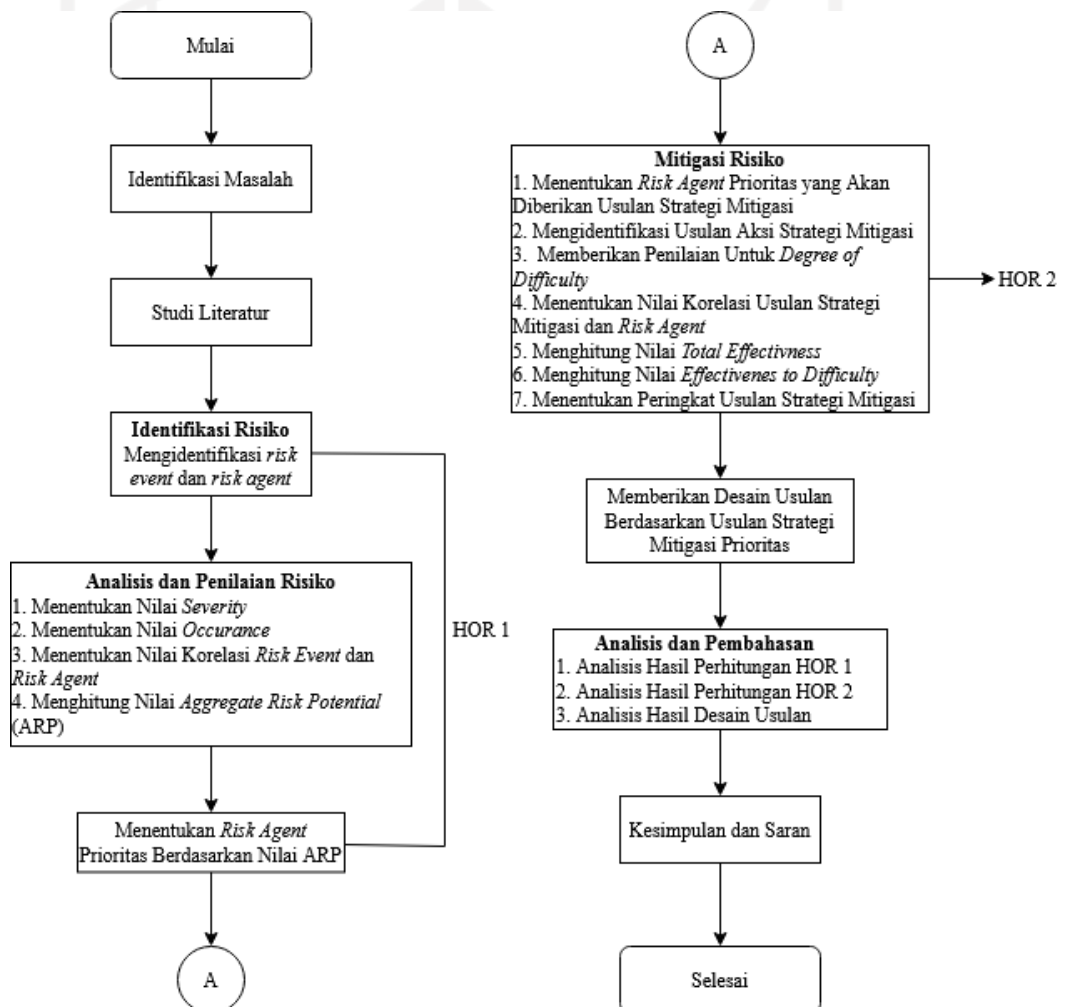 Mulai
Identifikasi Masalah
Studi Literatur
Identifikasi Risiko
Mengidentifikasi risk
event dan risk agent
Analisis dan Penilaian Risiko
1. Menentukan Nilai Severity
2. Menentukan Nilai Occurance
3. Menentukan Nilai Korelasi Risk Event dan
Risk Agent
4. Menghitung Nilai Aggregate Risk Potential
(ARP)
HOR 1
Menentukan Risk Agent
Prioritas Berdasarkan Nilai ARP
A
A
Mitigasi Risiko
1. Menentukan Risk Agent Prioritas yang Akan
Diberikan Usulan Strategi Mitigasi
2. Mengidentifikasi Usulan Aksi Strategi Mitigasi
3. Memberikan Penilaian Untuk Degree of
Difficulty
4. Menentukan Nilai Korelasi Usulan Strategi
Mitigasi dan Risk Agent
5. Menghitung Nilai Total Effectivness
6. Menghitung Nilai Effectivenes to Difficulty
7. Menentukan Peringkat Usulan Strategi Mitigasi
HOR 2
Memberikan Desain Usulan
Berdasarkan Usulan Strategi
Mitigasi Prioritas
Analisis dan Pembahasan
1. Analisis Hasil Perhitungan HOR 1
2. Analisis Hasil Perhitungan HOR 2
3. Analisis Hasil Desain Usulan
Kesimpulan dan Saran
Selesai